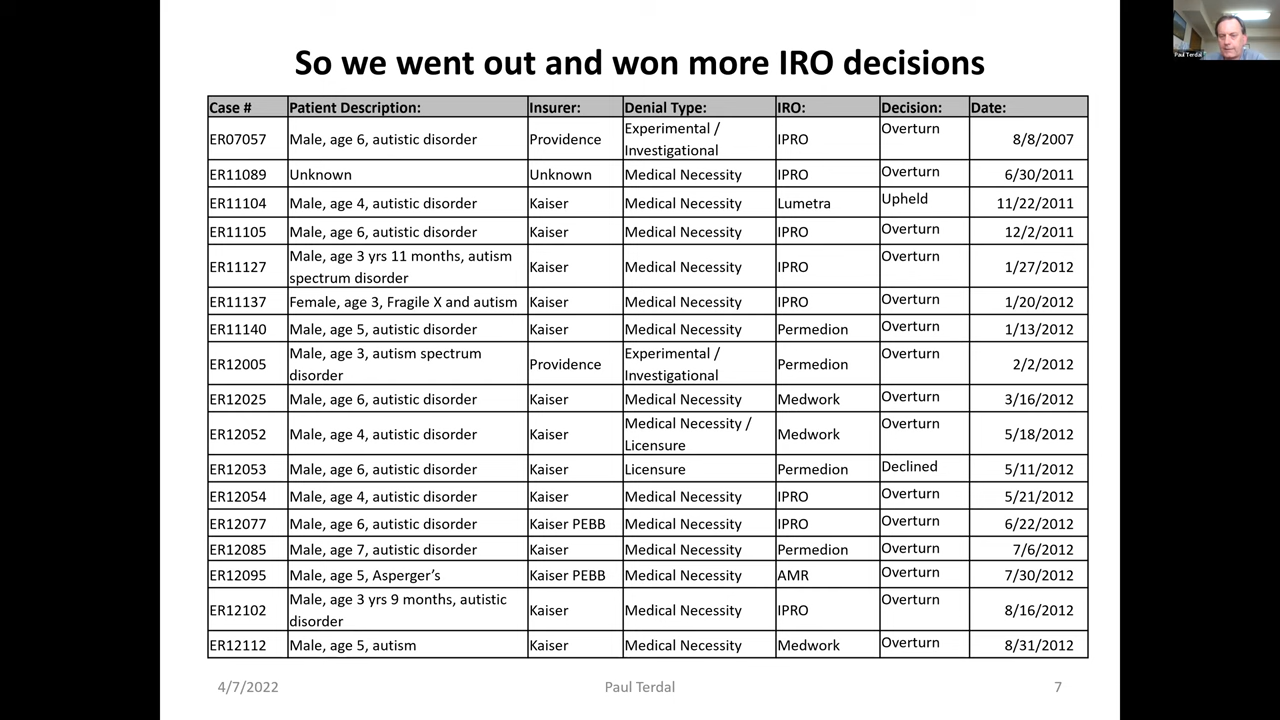 So we went out and won more IRO decisions
Case # Patient Description: Insurer: Denial Type: IRO: Decision: Date:
ER07057 Male, age 6, autistic disorder Providence Experimental / Investigational IPRO Overturn 8/8/2007
ER11089 Unknown Unknown Medical Necessity IPRO Overturn 6/30/2011
ER11104 Male, age 4, autistic disorder Kaiser Medical Necessity Lumetra Upheld 11/22/2011
ER11105 Male, age 6, autistic disorder Kaiser Medical Necessity IPRO Overturn 12/2/2011
ER11127 Male, age 3 yrs 11 months, autism spectrum disorder Kaiser Medical Necessity IPRO Overturn 1/27/2012
ER11137 Female, age 3, Fragile X and autism Kaiser Medical Necessity IPRO Overturn 1/20/2012
ER11140 Male, age 5, autistic disorder Kaiser Medical Necessity Permedion Overturn 1/13/2012
ER12005 Male, age 3, autism spectrum disorder Providence Experimental / Investigational Permedion Overturn 2/2/2012
ER12025 Male, age 6, autistic disorder Kaiser Medical Necessity Medwork Overturn 3/16/2012
ER12052 Male, age 4, autistic disorder Kaiser Medical Necessity / Licensure Medwork Overturn 5/18/2012
ER12053 Male, age 6, autistic disorder Kaiser Licensure Permedion Declined 5/11/2012
ER12054 Male, age 4, autistic disorder Kaiser Medical Necessity IPRO Overturn 5/21/2012
ER12077 Male, age 6, autistic disorder Kaiser PEBB Medical Necessity IPRO Overturn 6/22/2012
ER12085 Male, age 7, autistic disorder Kaiser Medical Necessity Permedion Overturn 7/6/2012
ER12095 Male, age 5, Asperger’s Kaiser PEBB Medical Necessity AMR Overturn 7/30/2012
ER12102 Male, age 3 yrs 9 months, autistic disorder Kaiser Medical Necessity IPRO Overturn 8/16/2012
ER12112 Male, age 5, autism Kaiser Medical Necessity Medwork Overturn 8/31/2012
4/7/2022 Paul Terdal 7
Paul Terdal